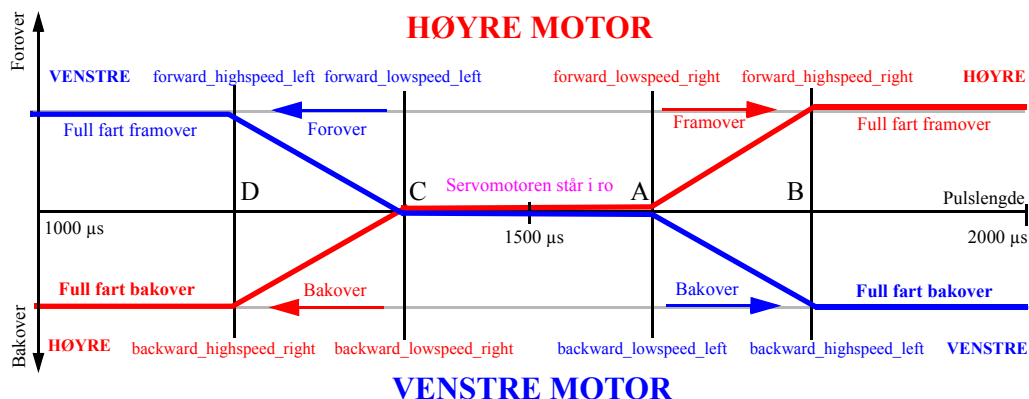 HØYRE MOTOR
Forover
VENSTRE
forward_highspeed_left
forward_lowspeed_left
forward_lowspeed_right
forward_highspeed_right
HØYRE
Full fart framover
Forover
Framover
Full fart framover
D
C
Servomotoren står i ro
A
B
Pulslengde
1000 µs
1500 µs
2000 µs
Full fart bakover
Bakover
Bakover
Full fart bakover
Bakover
HØYRE
backward_highspeed_right
backward_lowspeed_right
backward_lowspeed_left
backward_highspeed_left
VENSTRE
VENSTRE MOTOR